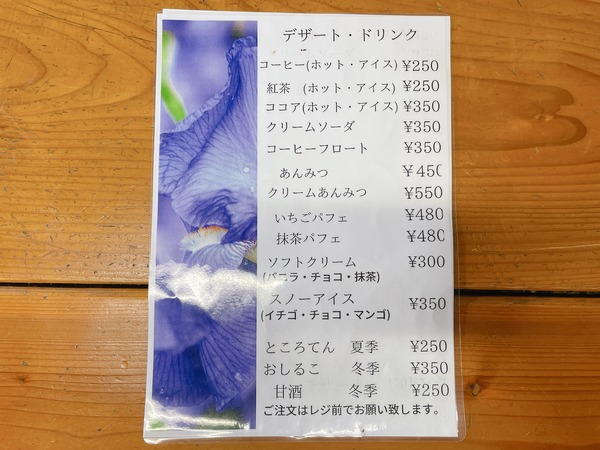 デザート・ドリンク
コーヒー(ホット・アイス) ¥250
紅茶 (ホット・アイス) ¥250
ココア(ホット・アイス) ¥350
クリームソーダ ¥350
コーヒーフロート ¥350
あんみつ ¥450
クリームあんみつ ¥550
いちごパフェ ¥480
抹茶パフェ ¥480
ソフトクリーム ¥300
(バニラ・チョコ・抹茶)
スノーアイス ¥350
(イチゴ・チョコ・マンゴ)
ところてん 夏季 ¥250
おしるこ 冬季 ¥350
甘酒 冬季 ¥250
ご注文はレジ前でお願い致します。